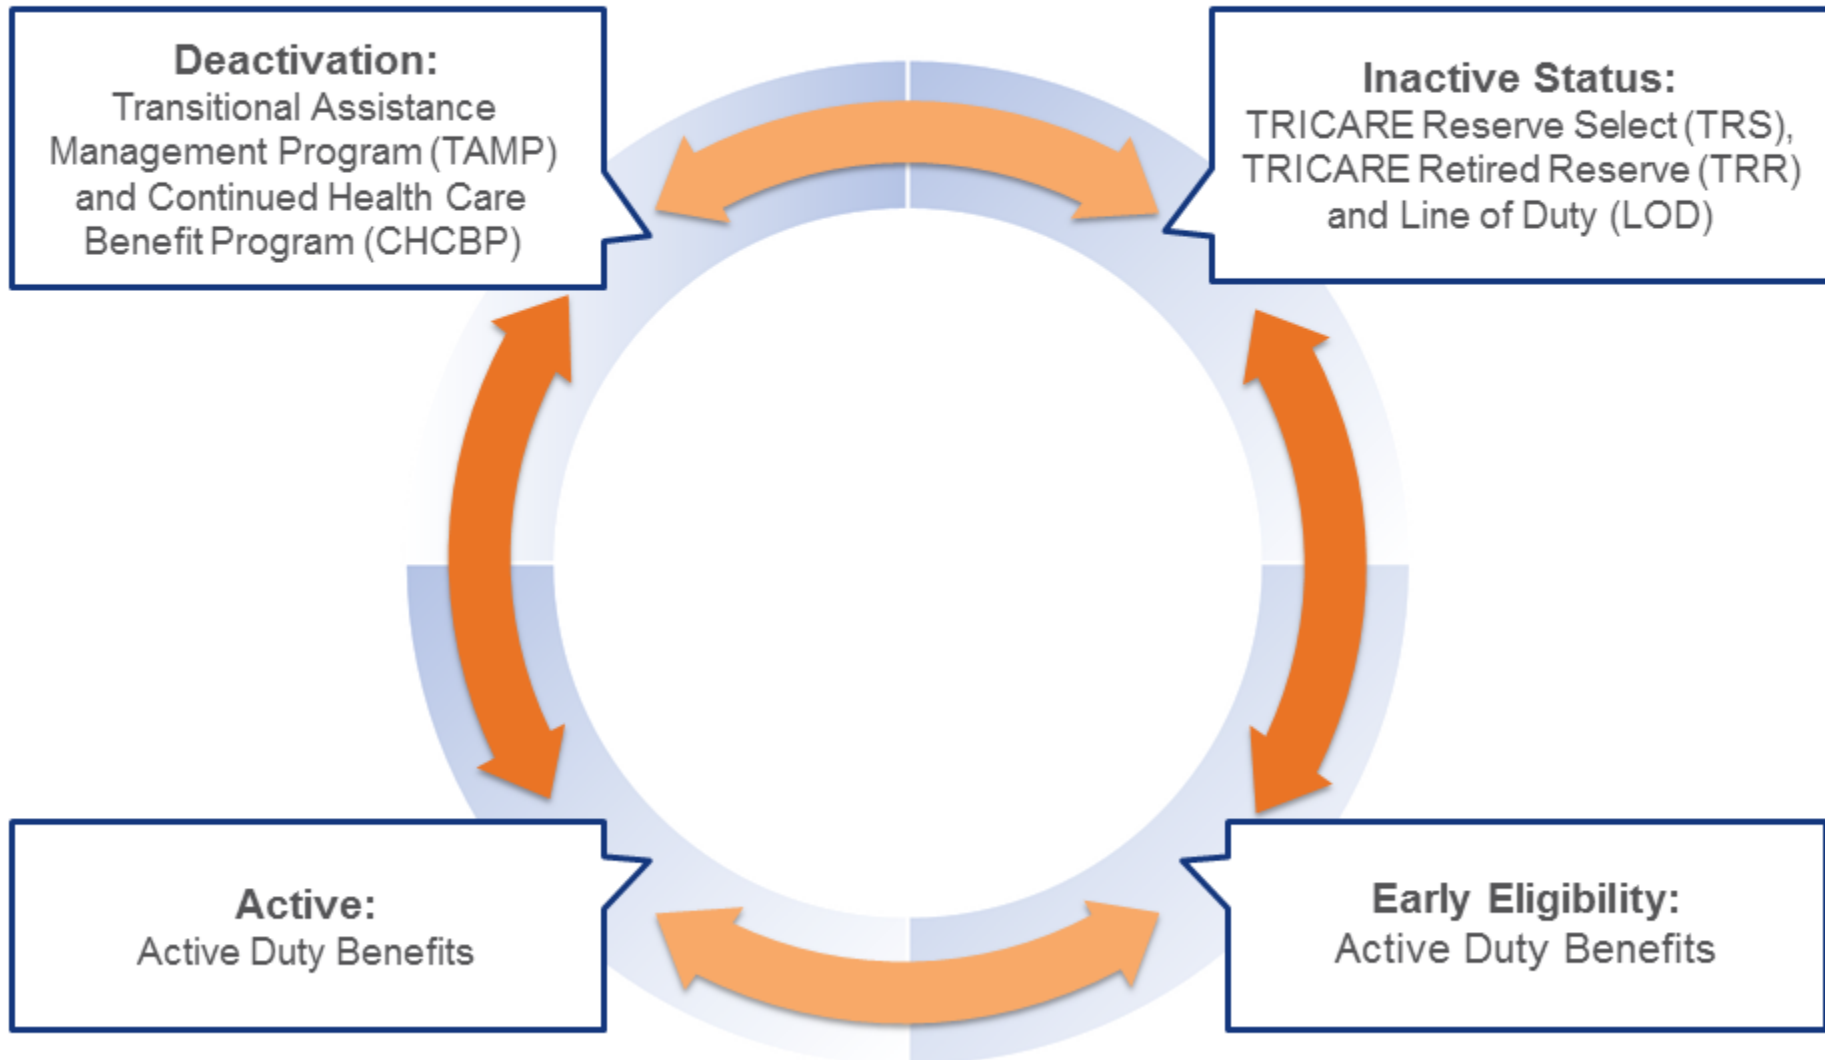 Deactivation:
Transitional Assistance
Management Program (TAMP)
and Continued Health Care
Benefit Program (CHCBP)
Inactive Status:
TRICARE Reserve Select (TRS),
TRICARE Retired Reserve (TRR)
and Line of Duty (LOD)
Active:
Active Duty Benefits
Early Eligibility:
Active Duty Benefits